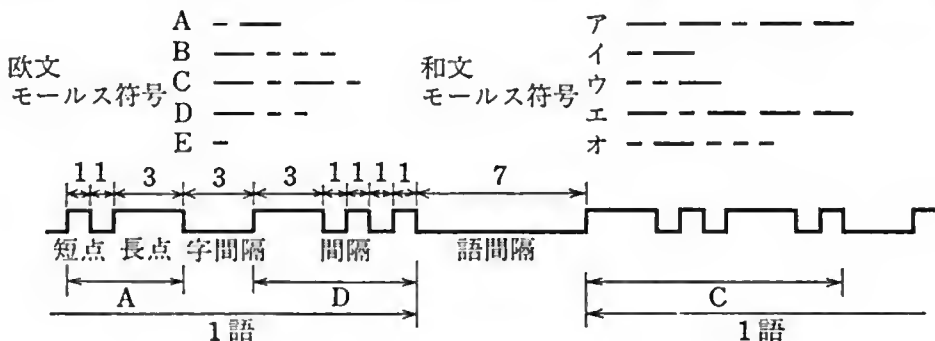 欧文
モールス符号
A
B
C
D
E
和文
モールス符号
ア
イ
ウ
エ
オ
1 1 3 3 3 1 1 1 1 7
短点 長点 字間隔 間隔 語間隔
A D C
1語 1語